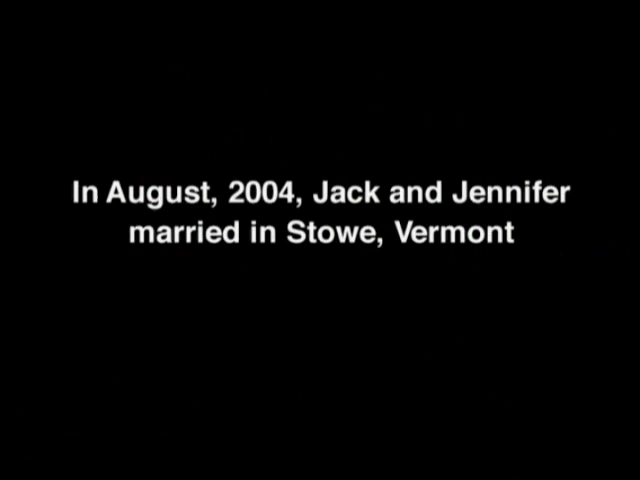 In August, 2004, Jack and Jennifer
married in Stowe, Vermont